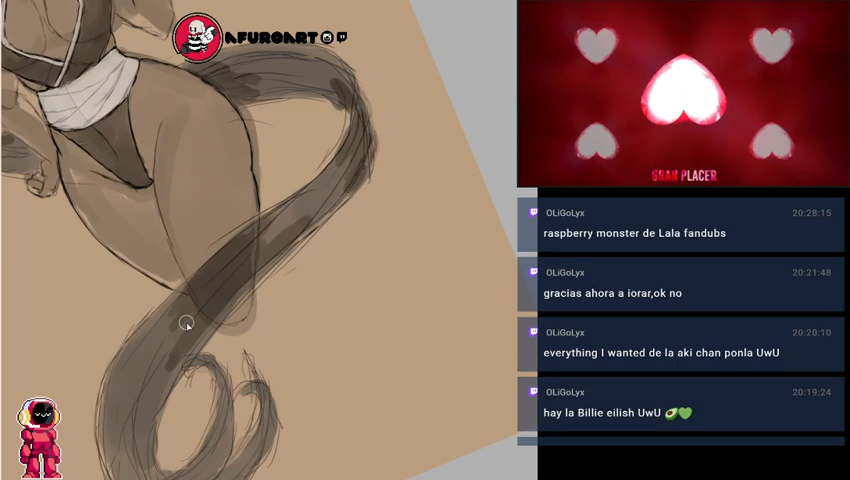 AFUROART
GRAN PLACER
OLiGoLyx 20:28:15
raspberry monster de Lala fandubs
OLiGoLyx 20:21:48
gracias ahora a iorar,ok no
OLiGoLyx 20:20:10
everything I wanted de la aki chan ponla UwU
OLiGoLyx 20:19:24
hay la Billie eilish UwU 🥑💚